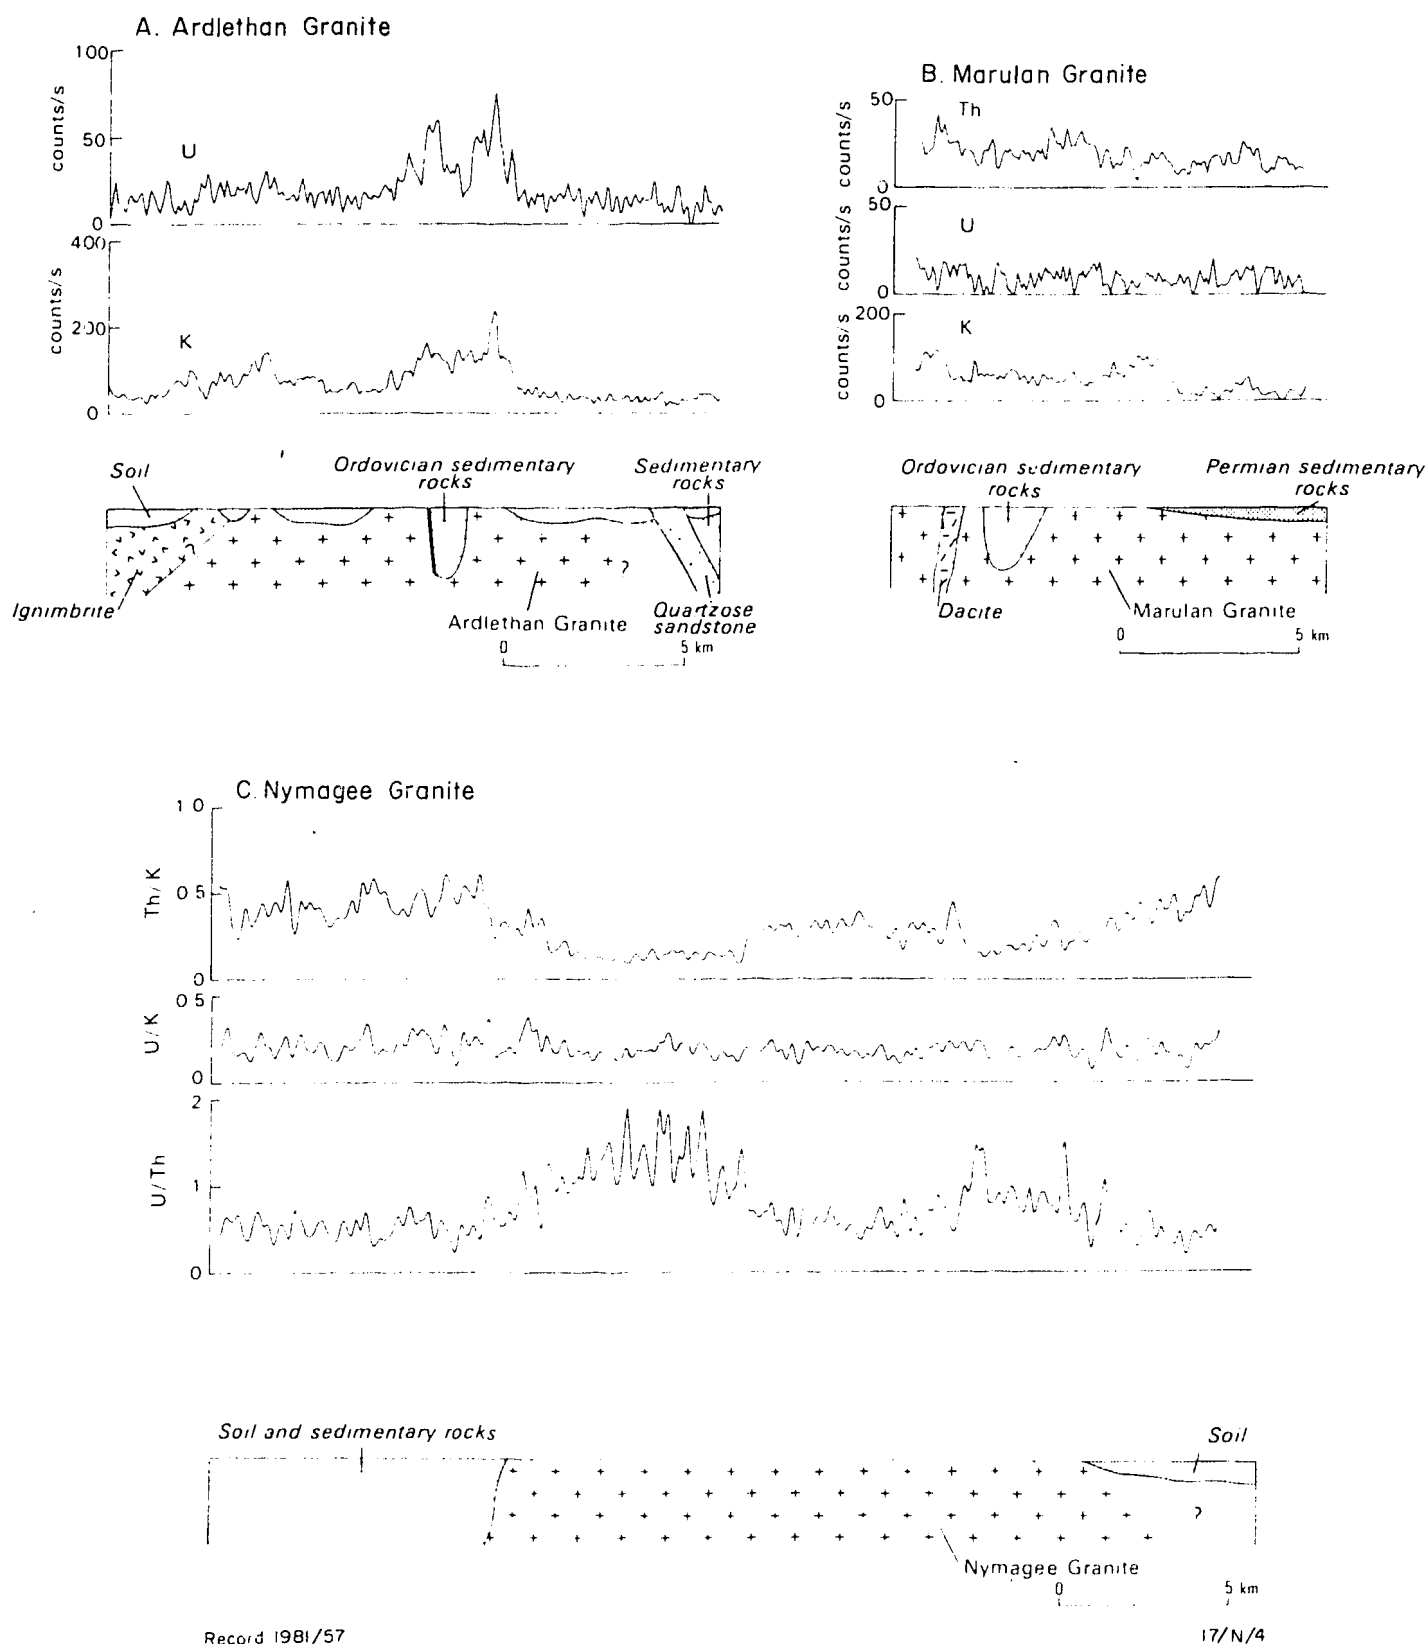 A. Ardlethan Granite
100
counts/s
50
U
0
400
counts/s
200
K
0
Soil
Ordovician sedimentary
rocks
Sedimentary
rocks
?
?
Ignimbrite
Ardlethan Granite
Quartzose
sandstone
0
5 km
B. Marulan Granite
50
counts/s
Th
0
50
counts/s
U
0
200
counts/s
K
0
Ordovician sedimentary
rocks
Permian sedimentary
rocks
Dacite
Marulan Granite
0
5 km
C. Nymagee Granite
1 0
Th/K
0 5
0
0 5
U/K
0
2
U/Th
1
0
Soil and sedimentary rocks
Soil
?
Nymagee Granite
0
5 km
Record 1981/57
17/N/4